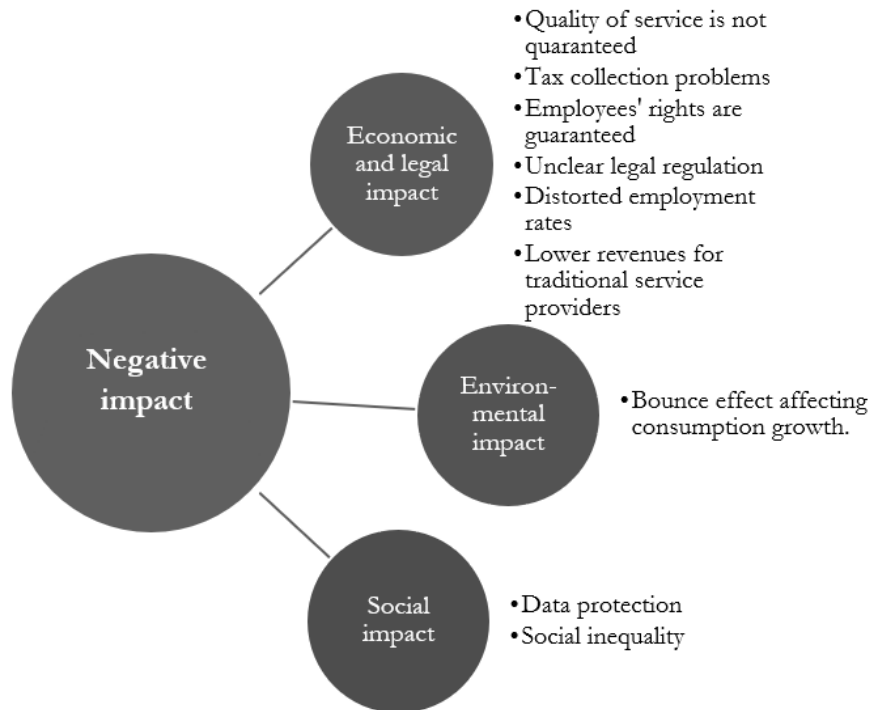 •Quality of service is not
quaranteed
•Tax collection problems
•Employees' rights are
guaranteed
•Unclear legal regulation
•Distorted employment
rates
•Lower revenues for
traditional service
providers
Economic
and legal
impact
Negative
impact
Environ-
mental
impact
•Bounce effect affecting
consumption growth.
Social
impact
•Data protection
•Social inequality